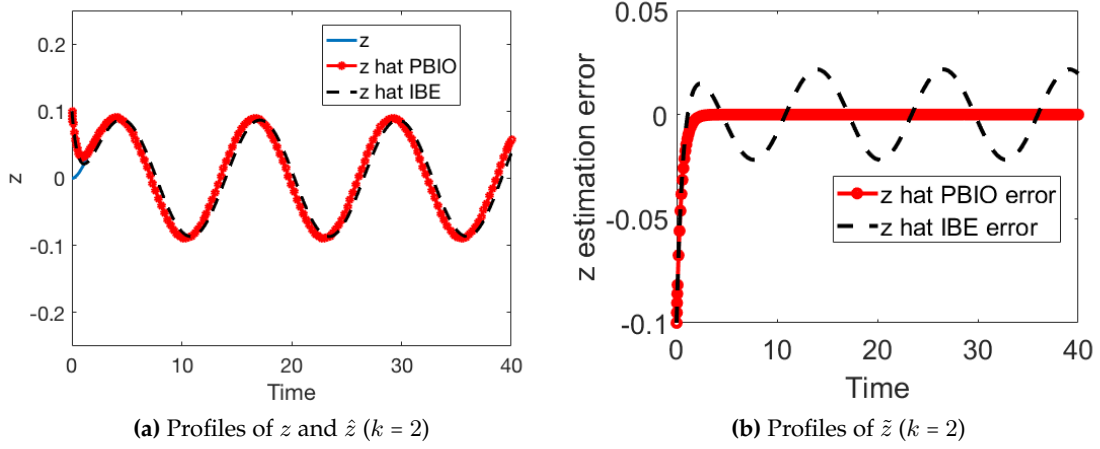 0.2
0.1
0
-0.1
-0.2
z
0 10 20 30 40
Time
z
z hat PBIO
z hat IBE
(a) Profiles of z and ẑ (k = 2)
0.05
0
-0.05
-0.1
z estimation error
0 10 20 30 40
Time
z hat PBIO error
z hat IBE error
(b) Profiles of z̃ (k = 2)